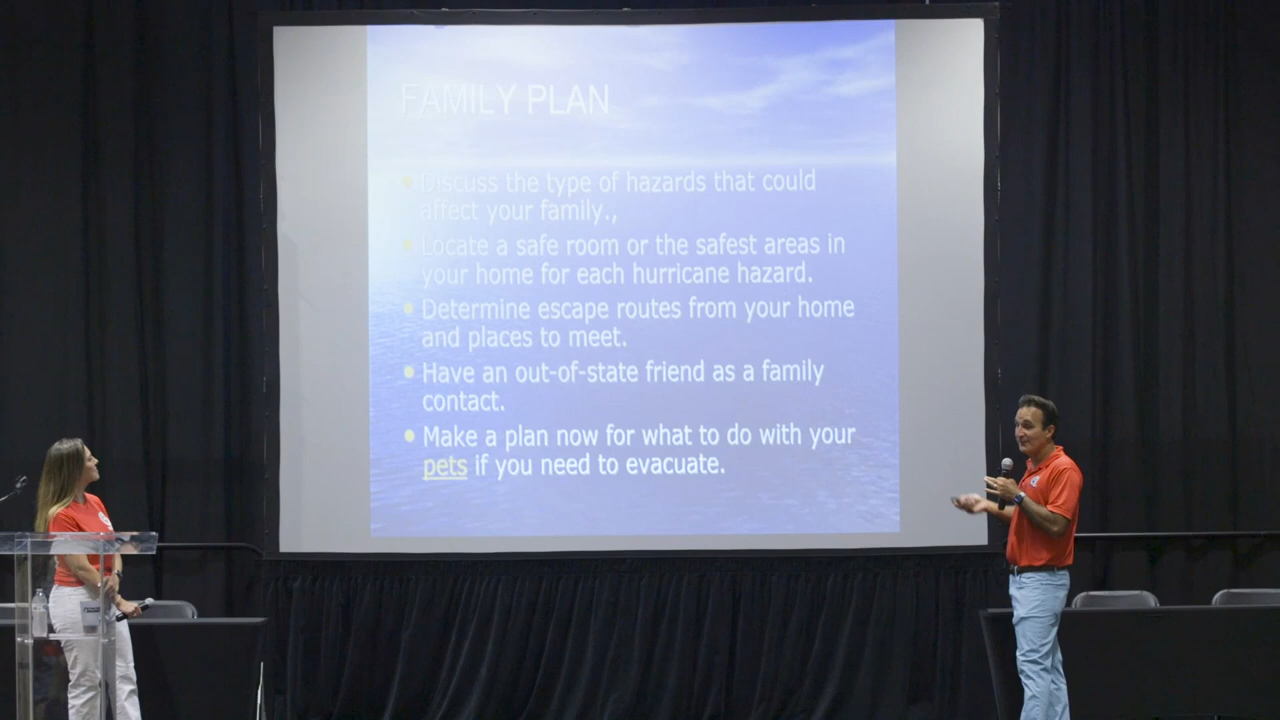 FAMILY PLAN
• Discuss the type of hazards that could
affect your family.,
• Locate a safe room or the safest areas in
your home for each hurricane hazard.
• Determine escape routes from your home
and places to meet.
• Have an out-of-state friend as a family
contact.
• Make a plan now for what to do with your
pets if you need to evacuate.